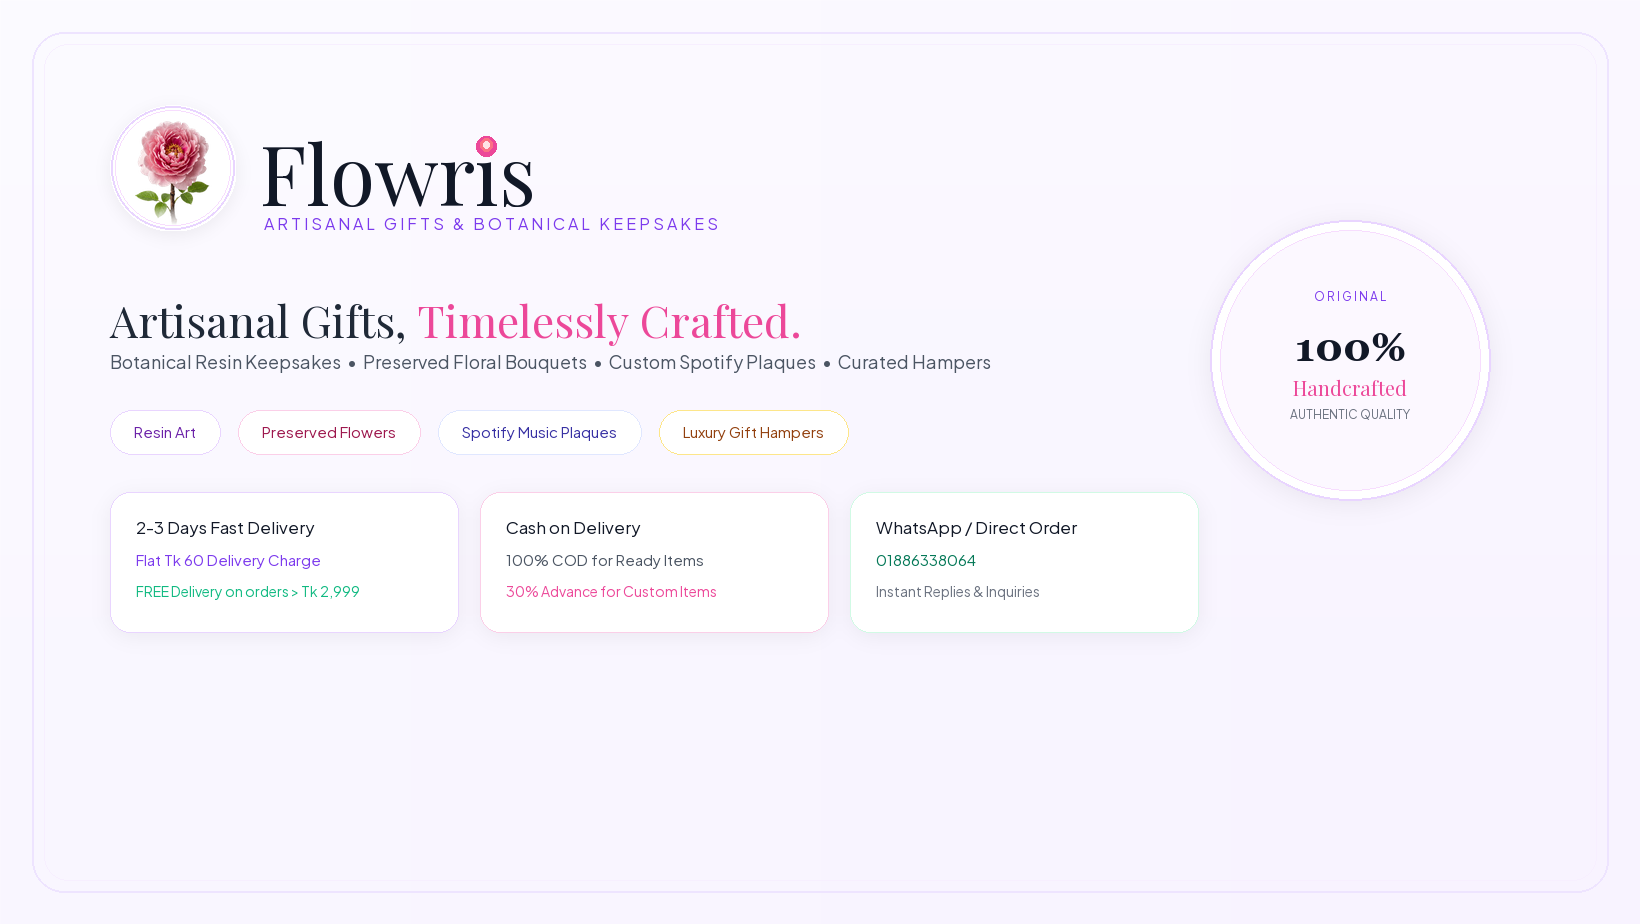 Flowris
ARTISANAL GIFTS & BOTANICAL KEEPSAKES
Artisanal Gifts, Timelessly Crafted.
Botanical Resin Keepsakes • Preserved Floral Bouquets • Custom Spotify Plaques • Curated Hampers
Resin Art
Preserved Flowers
Spotify Music Plaques
Luxury Gift Hampers
2-3 Days Fast Delivery
Flat Tk 60 Delivery Charge
FREE Delivery on orders > Tk 2,999
Cash on Delivery
100% COD for Ready Items
30% Advance for Custom Items
WhatsApp / Direct Order
01886338064
Instant Replies & Inquiries
ORIGINAL
100%
Handcrafted
AUTHENTIC QUALITY